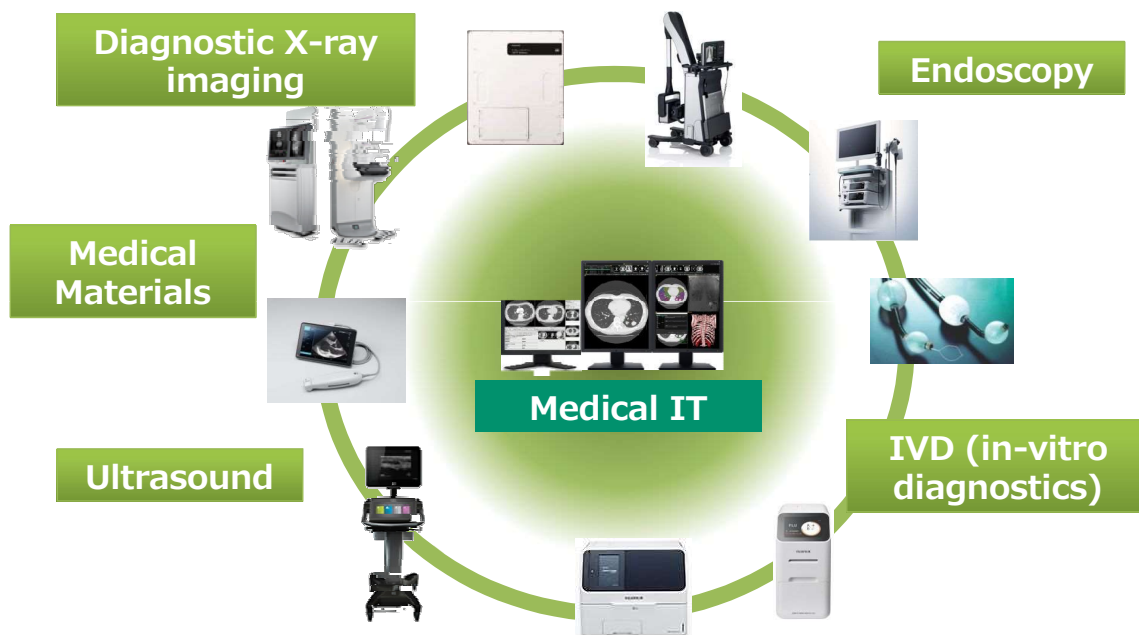 Diagnostic X-ray
imaging
Endoscopy
Medical
Materials
Medical IT
Ultrasound
IVD (in-vitro
diagnostics)